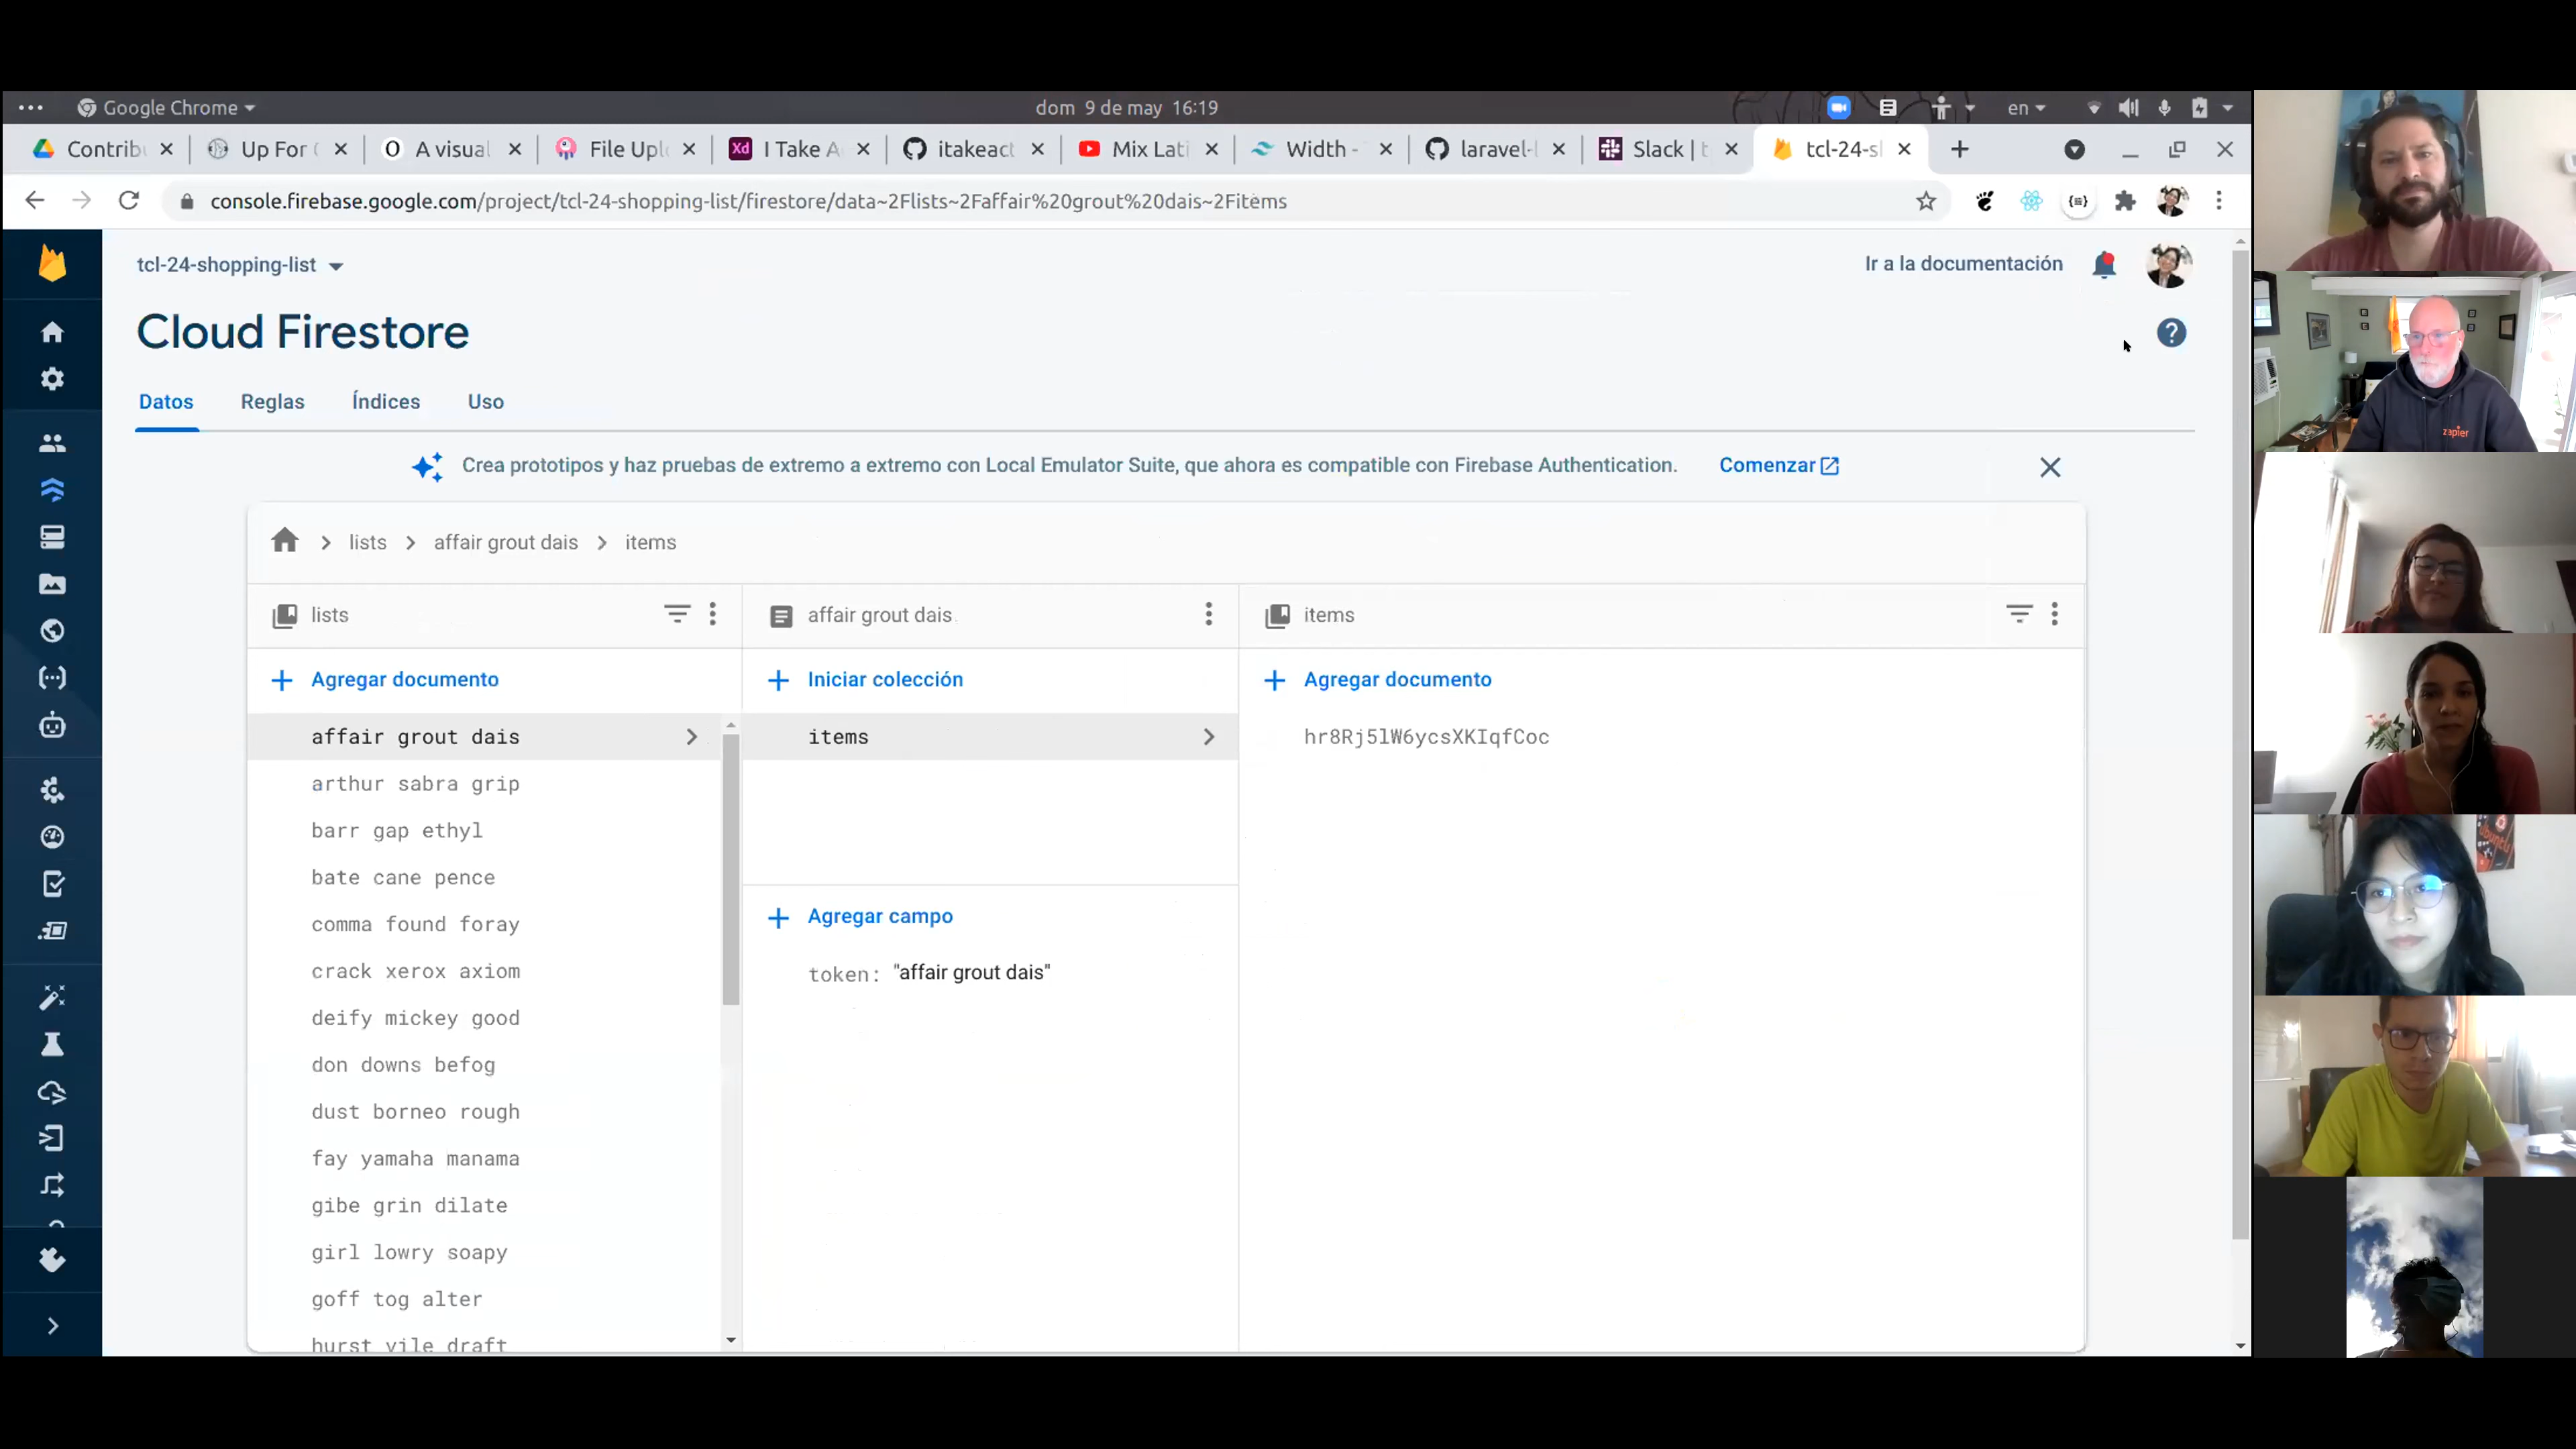 Google Chrome
dom 9 de may 16:19
en
Contribu
Up For
A visual
File Uplo
I Take A
itakeact
Mix Lati
Width -
laravel-
Slack | t
tcl-24-s
console.firebase.google.com/project/tcl-24-shopping-list/firestore/data~2Flists~2Faffair%20grout%20dais~2Fitems
tcl-24-shopping-list
Ir a la documentación
Cloud Firestore
Datos
Reglas
Índices
Uso
Crea prototipos y haz pruebas de extremo a extremo con Local Emulator Suite, que ahora es compatible con Firebase Authentication.
Comenzar
lists > affair grout dais > items
lists
affair grout dais
items
Agregar documento
Iniciar colección
Agregar documento
affair grout dais
items
hr8Rj5lW6ycsXKIqfCoc
arthur sabra grip
barr gap ethyl
bate cane pence
comma found foray
Agregar campo
crack xerox axiom
token: "affair grout dais"
deify mickey good
don downs befog
dust borneo rough
fay yamaha manama
gibe grin dilate
girl lowry soapy
goff tog alter
hurst vile draft
zapier
ubuntu